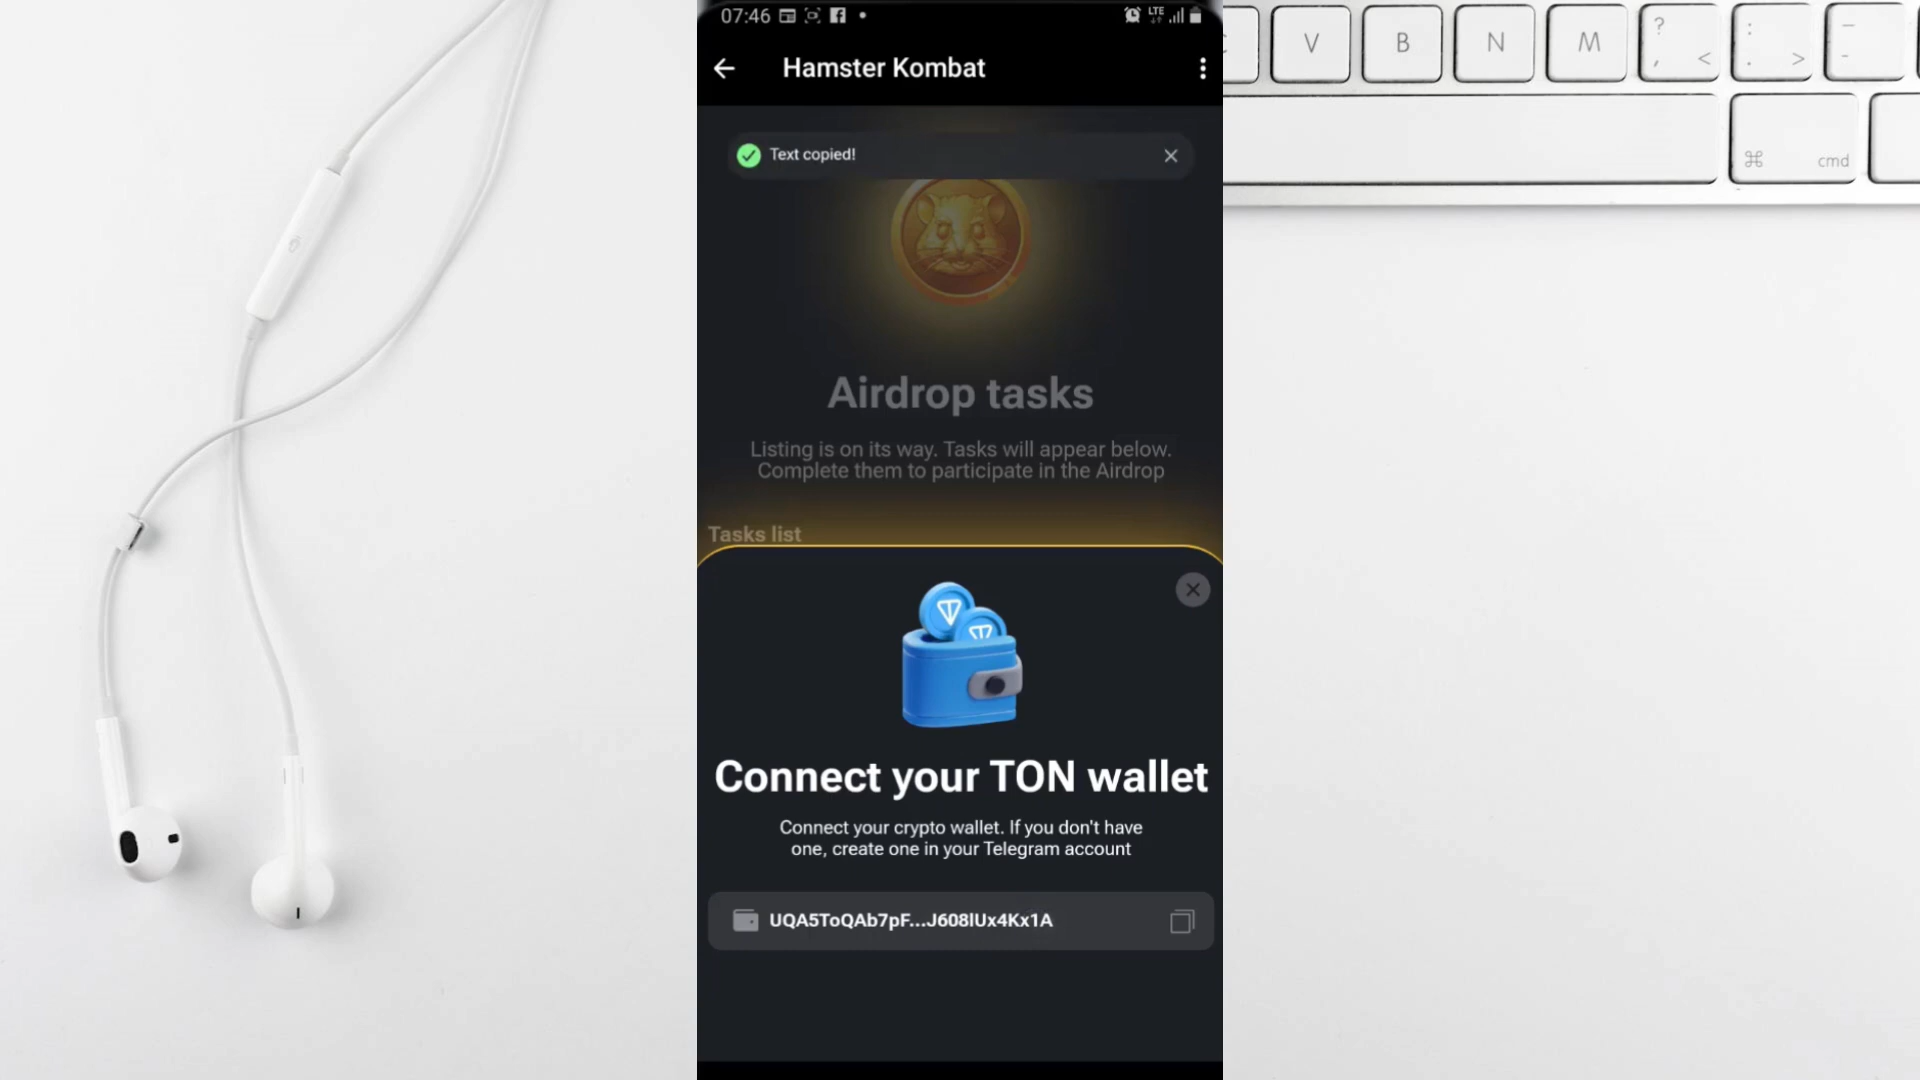 07:46
LTE
Hamster Kombat
Text copied!
Airdrop tasks
Listing is on its way. Tasks will appear below.
Complete them to participate in the Airdrop
Tasks list
Connect your TON wallet
Connect your crypto wallet. If you don't have
one, create one in your Telegram account
UQA5ToQAb7pF...J608lUx4Kx1A
V B N M ? , < : . > — -
⌘ cmd